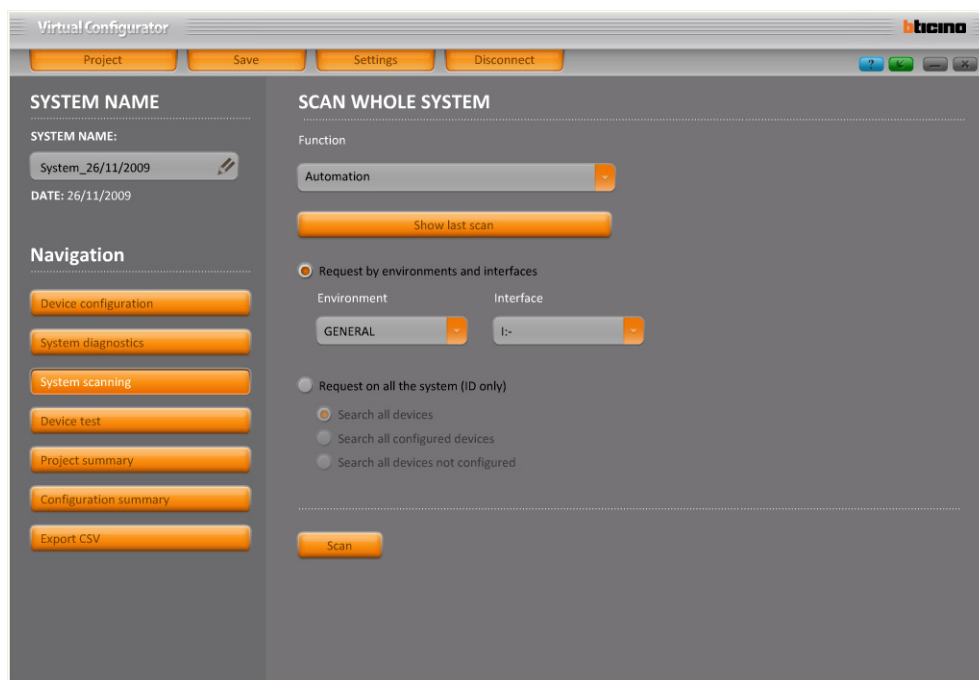 Virtual Configurator
bticino
Project
Save
Settings
Disconnect
?
SYSTEM NAME
SYSTEM NAME:
System_26/11/2009
DATE: 26/11/2009
Navigation
Device configuration
System diagnostics
System scanning
Device test
Project summary
Configuration summary
Export CSV
SCAN WHOLE SYSTEM
Function
Automation
Show last scan
Request by environments and interfaces
Environment Interface
GENERAL I:-
Request on all the system (ID only)
Search all devices
Search all configured devices
Search all devices not configured
Scan